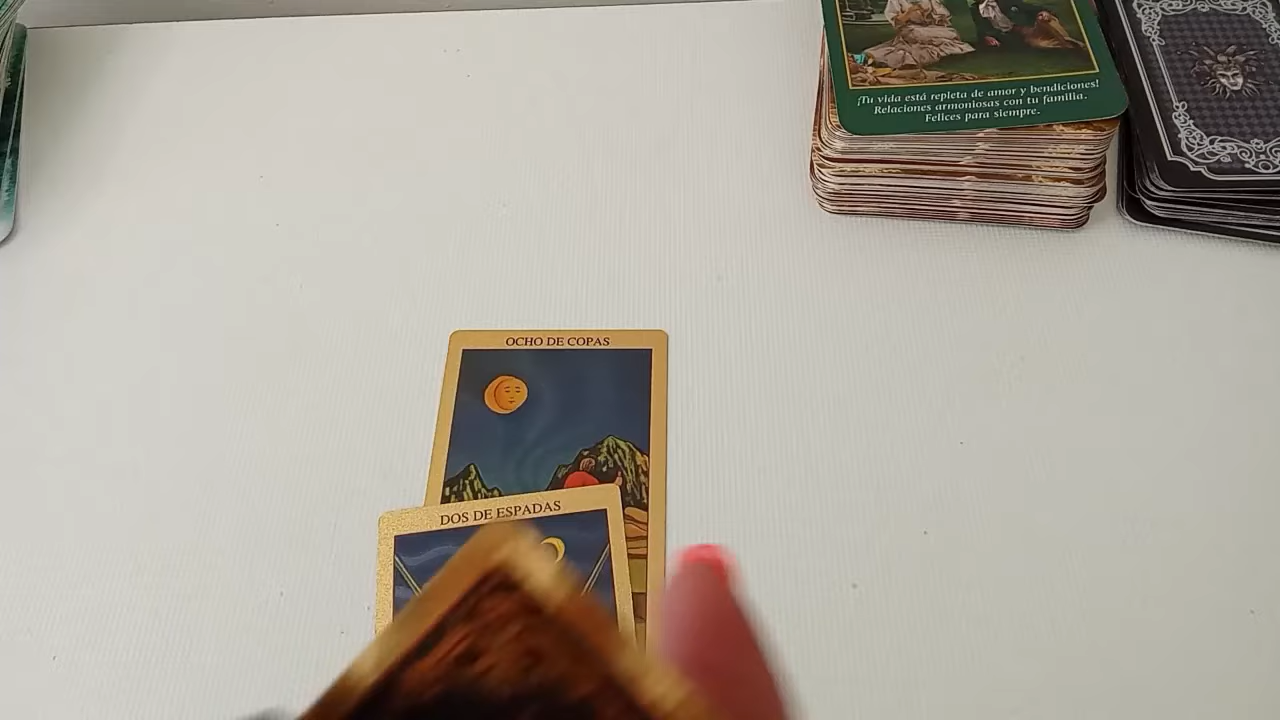 ¡Tu vida está repleta de amor y bendiciones!
Relaciones armoniosas con tu familia.
Felices para siempre.
OCHO DE COPAS
DOS DE ESPADAS